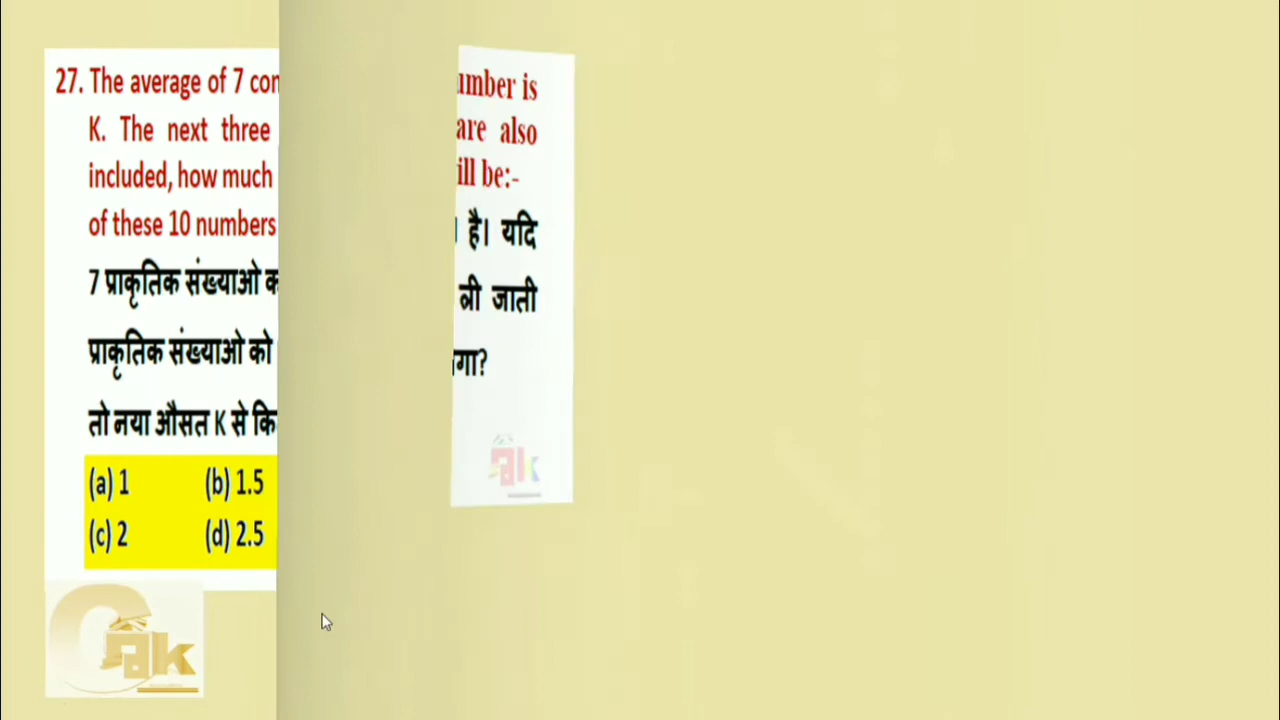 27. The average of 7 con
umber is
K. The next three
are also
included, how much
ill be:-
of these 10 numbers
7 प्राकृतिक संख्याओ क
है। यदि
प्राकृतिक संख्याओ को
जाती
तो नया औसत K से कि
गा?
(a) 1 (b) 1.5
(c) 2 (d) 2.5